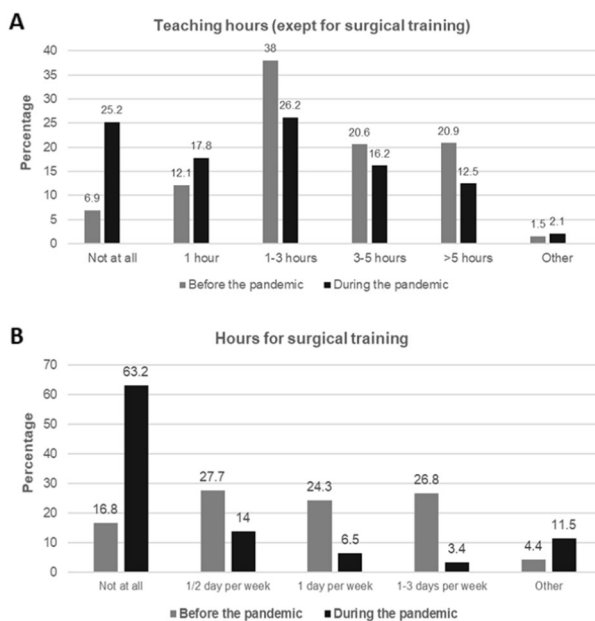 A
Teaching hours (exept for surgical training)
Percentage
40
35
30
25
20
15
10
5
0
6.9
25.2
12.1
17.8
38
26.2
20.6
16.2
20.9
12.5
1.5
2.1
Not at all
1 hour
1-3 hours
3-5 hours
>5 hours
Other
Before the pandemic
During the pandemic
B
Hours for surgical training
Percentage
70
60
50
40
30
20
10
0
16.8
63.2
27.7
14
24.3
6.5
26.8
3.4
4.4
11.5
Not at all
1/2 day per week
1 day per week
1-3 days per week
Other
Before the pandemic
During the pandemic